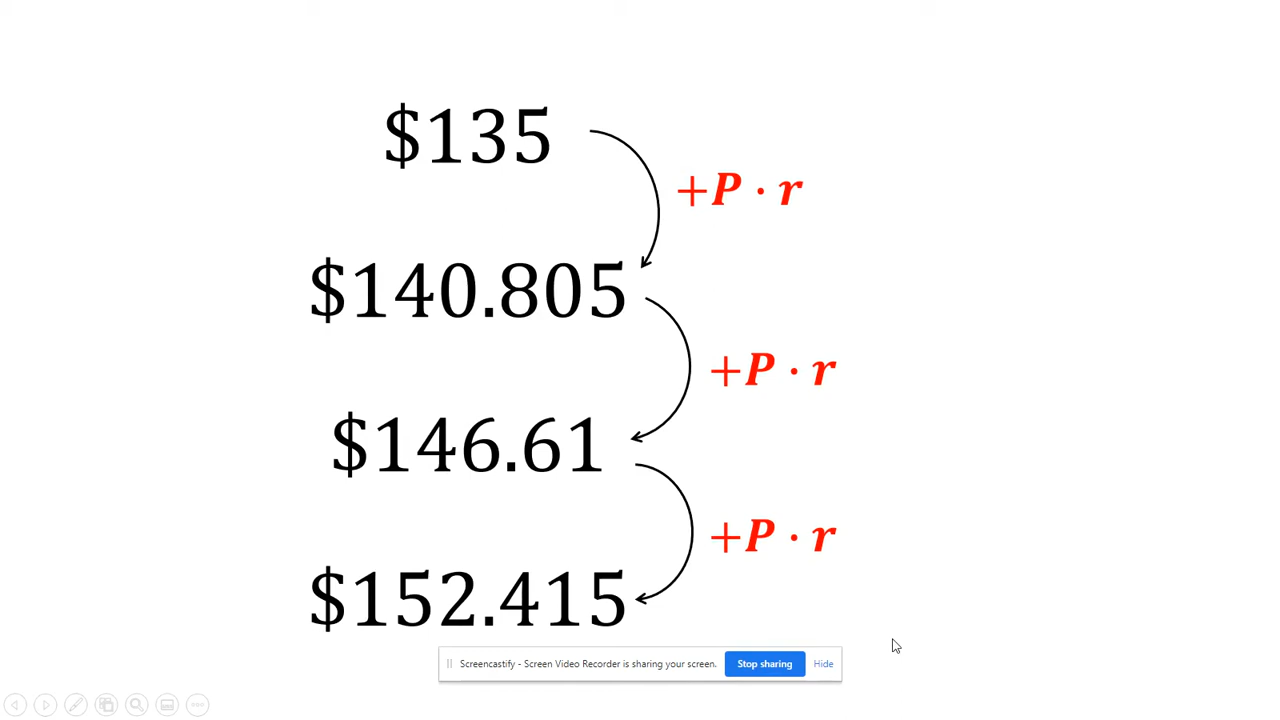 $135
+P · r
$140.805
+P · r
$146.61
+P · r
$152.415
Screencastify - Screen Video Recorder is sharing your screen. Stop sharing Hide